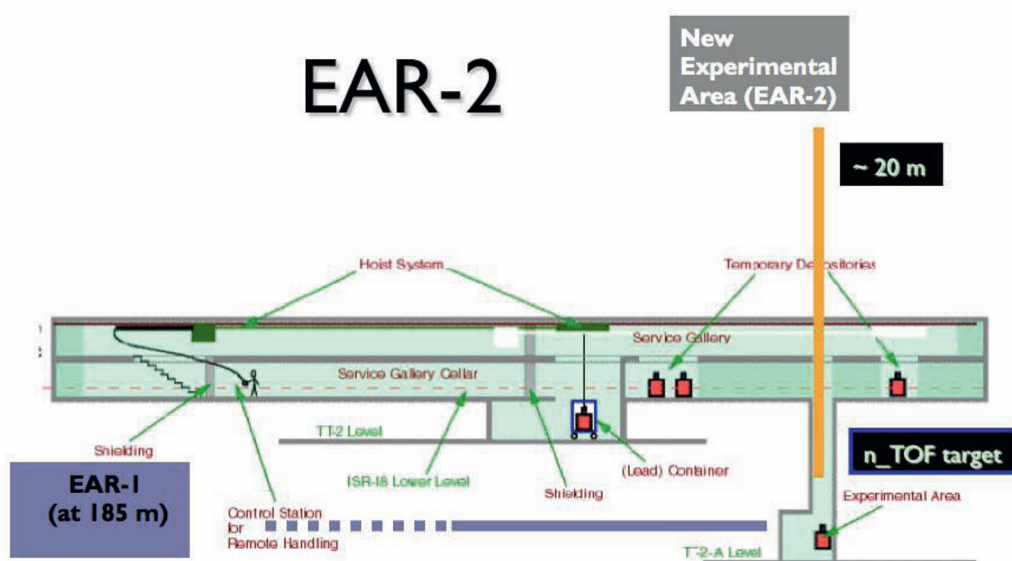 EAR-2
New
Experimental
Area (EAR-2)
~ 20 m
Hoist System
Temporary Depositories
Service Gallery
Service Gallery Cellar
TT-2 Level
Shielding
EAR-1
(at 185 m)
ISR-I8 Lower Level
Shielding
(Lead) Container
n_TOF target
Experimental Area
Control Station
for
Remote Handling
TT-2-A Level